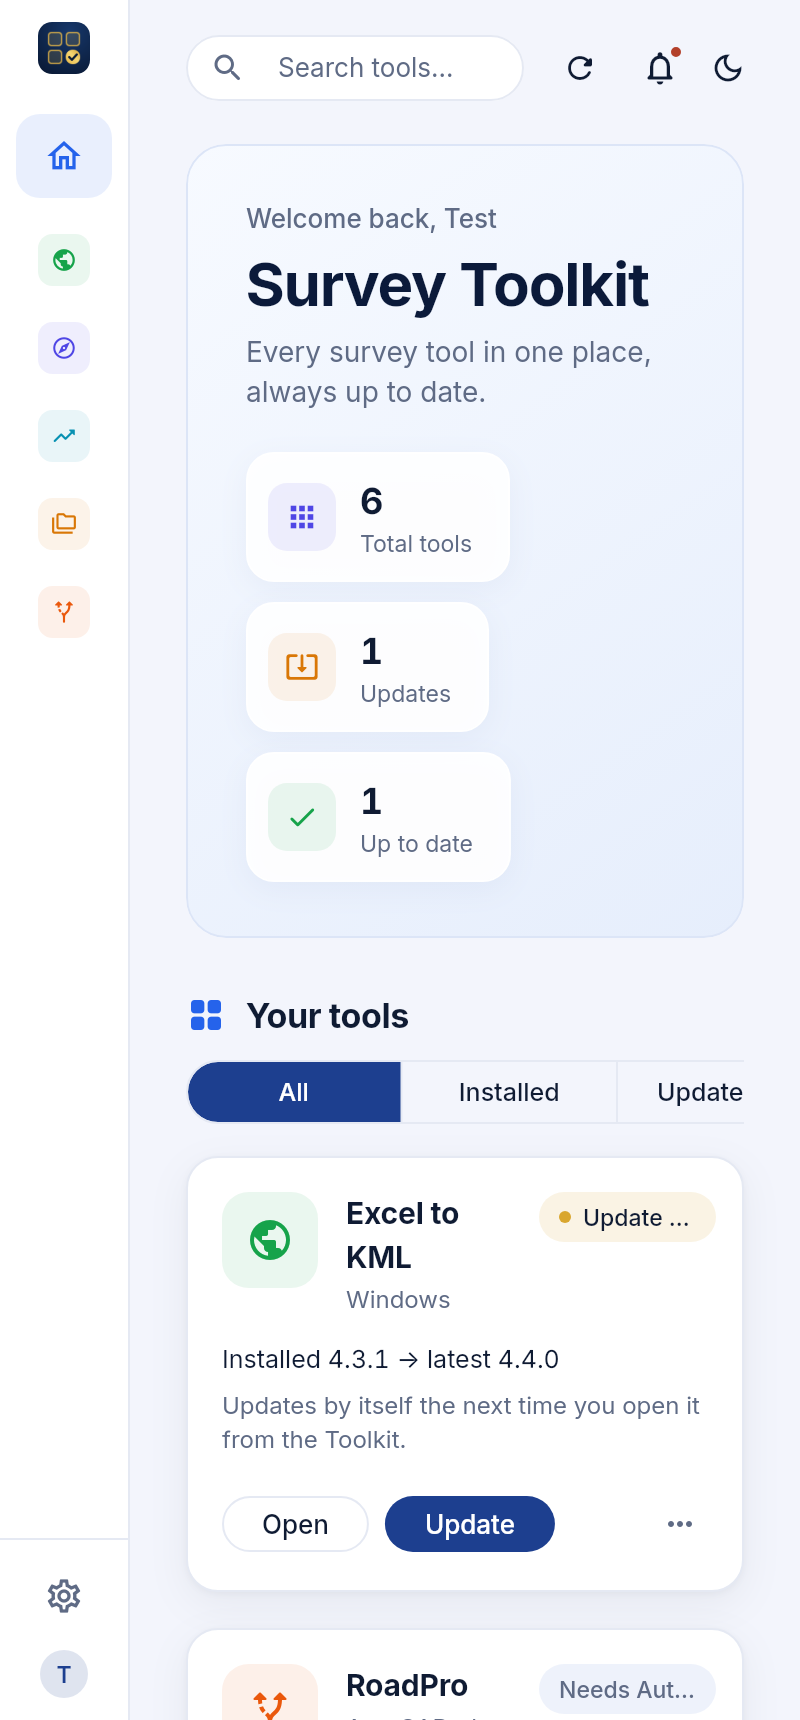 Search tools...
Welcome back, Test
Survey Toolkit
Every survey tool in one place,
always up to date.
6
Total tools
1
Updates
1
Up to date
Your tools
All
Installed
Update
Excel to
KML
Update ...
Windows
Installed 4.3.1 → latest 4.4.0
Updates by itself the next time you open it
from the Toolkit.
Open
Update
RoadPro
Needs Aut...
T